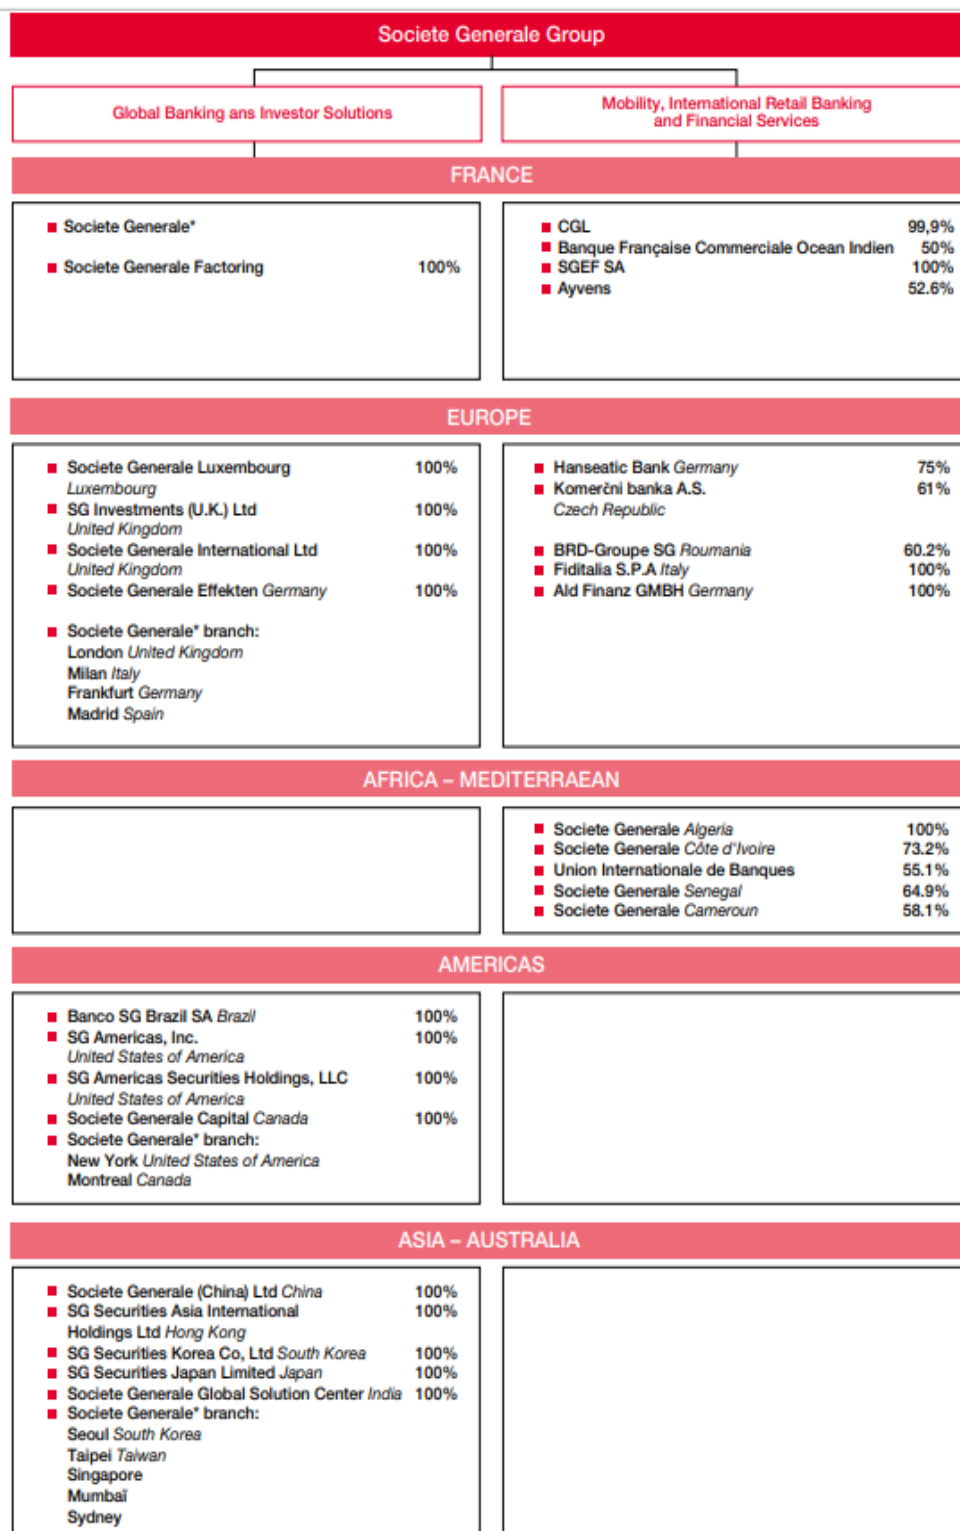 Societe Generale Group
Global Banking ans Investor Solutions
Mobility, International Retail Banking
and Financial Services
FRANCE
Societe Generale*
Societe Generale Factoring 100%
CGL 99,9%
Banque Française Commerciale Ocean Indien 50%
SGEF SA 100%
Ayvens 52.6%
EUROPE
Societe Generale Luxembourg 100%
Luxembourg
SG Investments (U.K.) Ltd 100%
United Kingdom
Societe Generale International Ltd 100%
United Kingdom
Societe Generale Effekten Germany 100%
Societe Generale* branch:
London United Kingdom
Milan Italy
Frankfurt Germany
Madrid Spain
Hanseatic Bank Germany 75%
Komerčni banka A.S. 61%
Czech Republic
BRD-Groupe SG Roumania 60.2%
Fiditalia S.P.A Italy 100%
Ald Finanz GMBH Germany 100%
AFRICA – MEDITERRAEAN
Societe Generale Algeria 100%
Societe Generale Côte d'Ivoire 73.2%
Union Internationale de Banques 55.1%
Societe Generale Senegal 64.9%
Societe Generale Cameroun 58.1%
AMERICAS
Banco SG Brazil SA Brazil 100%
SG Americas, Inc. 100%
United States of America
SG Americas Securities Holdings, LLC 100%
United States of America
Societe Generale Capital Canada 100%
Societe Generale* branch:
New York United States of America
Montreal Canada
ASIA – AUSTRALIA
Societe Generale (China) Ltd China 100%
SG Securities Asia International 100%
Holdings Ltd Hong Kong
SG Securities Korea Co, Ltd South Korea 100%
SG Securities Japan Limited Japan 100%
Societe Generale Global Solution Center India 100%
Societe Generale* branch:
Seoul South Korea
Taipei Taiwan
Singapore
Mumbaï
Sydney